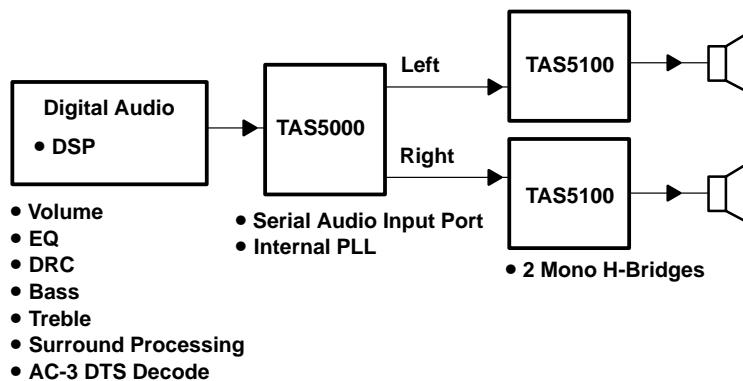 Digital Audio
• DSP
• Volume
• EQ
• DRC
• Bass
• Treble
• Surround Processing
• AC-3 DTS Decode
TAS5000
• Serial Audio Input Port
• Internal PLL
Left
Right
TAS5100
TAS5100
• 2 Mono H-Bridges